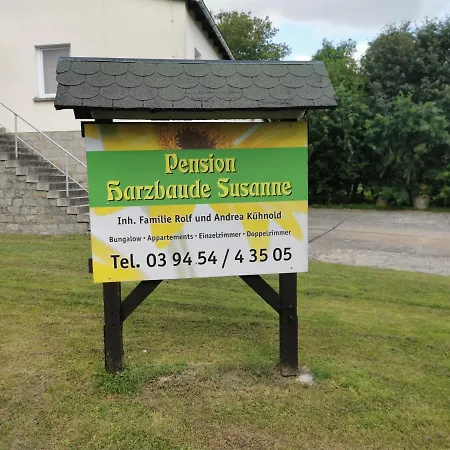 Pension
Harzbaude Susanne
Inh. Familie Rolf und Andrea Kühnold
Bungalow • Appartements • Einzelzimmer • Doppelzimmer
Tel. 03 94 54 / 4 35 05